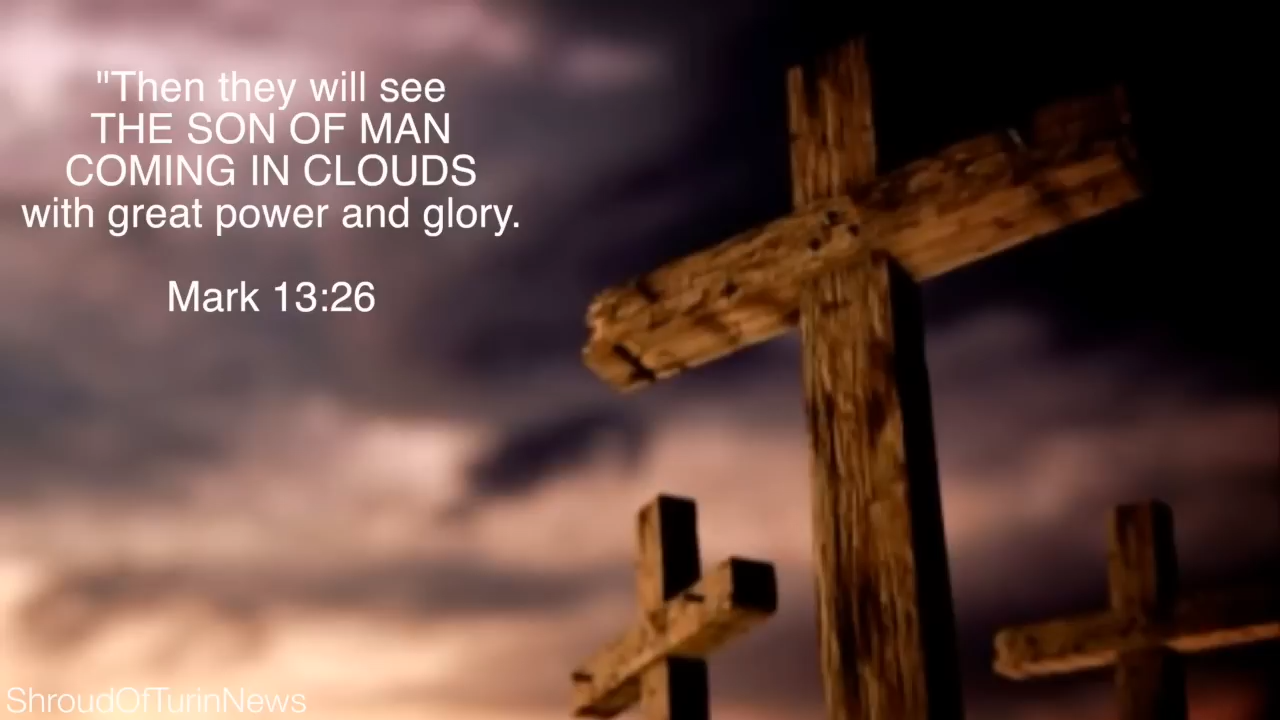 "Then they will see
THE SON OF MAN
COMING IN CLOUDS
with great power and glory.
Mark 13:26
ShroudOfTurinNews